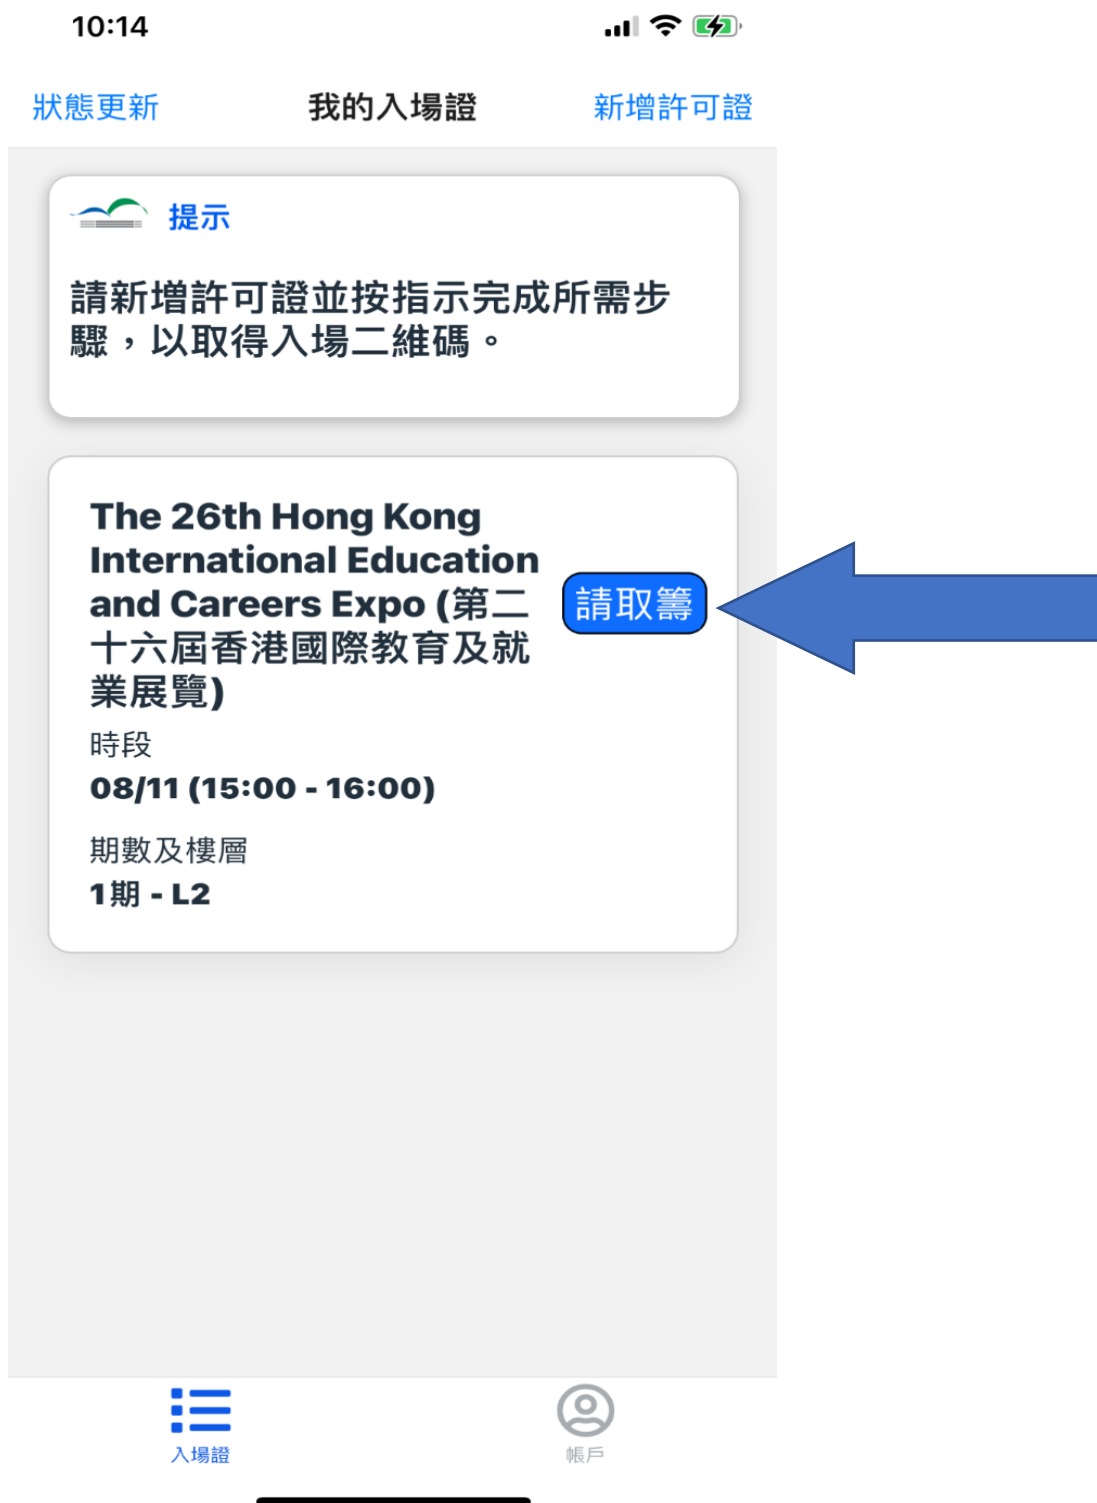 10:14
狀態更新
我的入場證
新增許可證
提示
請新增許可證並按指示完成所需步
驟，以取得入場二維碼。
The 26th Hong Kong
International Education
and Careers Expo (第二
十六屆香港國際教育及就
業展覽)
請取籌
時段
08/11 (15:00 - 16:00)
期數及樓層
1期 - L2
入場證
帳戶